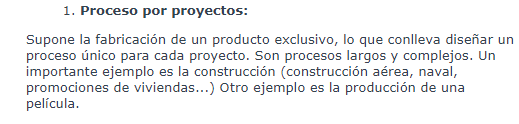 1. Proceso por proyectos:
Supone la fabricación de un producto exclusivo, lo que conlleva diseñar un
proceso único para cada proyecto. Son procesos largos y complejos. Un
importante ejemplo es la construcción (construcción aérea, naval,
promociones de viviendas...) Otro ejemplo es la producción de una
película.